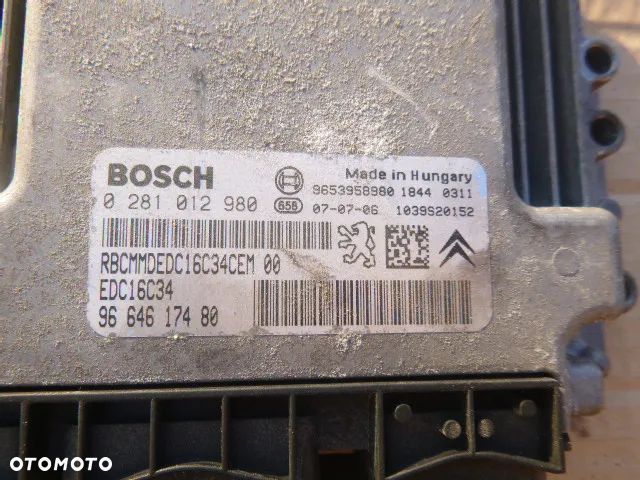 BOSCH
Made in Hungary
9653958980 1844 0311
0 281 012 980
656 07-07-06 1039S20152
RBCMMDEDC16C34CEM 00
EDC16C34
96 646 174 80
OTOMOTO